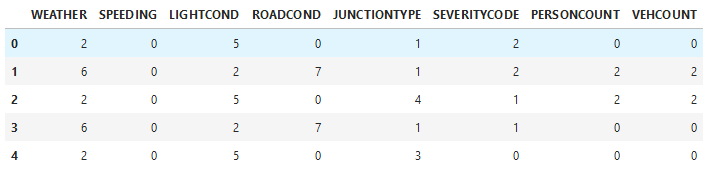 WEATHER SPEEDING LIGHTCOND ROADCOND JUNCTIONTYPE SEVERITYCODE PERSONCOUNT VEHCOUNT
0 2 0 5 0 1 2 0 0
1 6 0 2 7 1 2 2 2
2 2 0 5 0 4 1 2 2
3 6 0 2 7 1 1 0 0
4 2 0 5 0 3 0 0 0